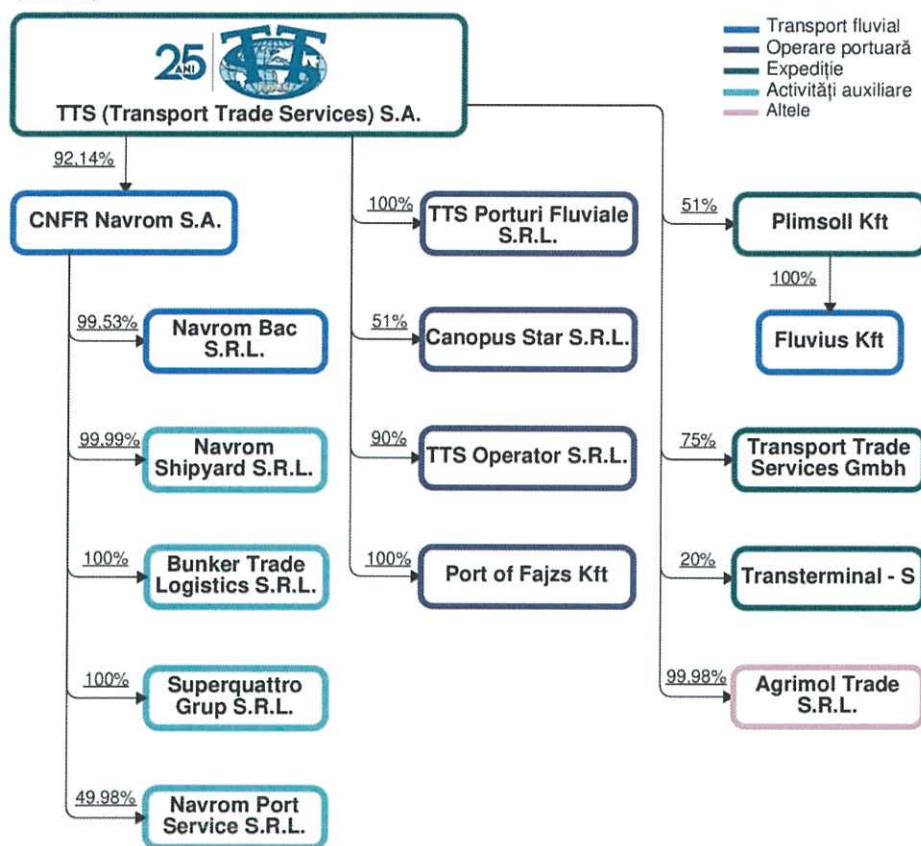 25
ANI
TTS
TTS (Transport Trade Services) S.A.
Transport fluvial
Operare portuară
Expediție
Activități auxiliare
Altele
92,14%
CNFR Navrom S.A.
99,53%
Navrom Bac
S.R.L.
99,99%
Navrom
Shipyard S.R.L.
100%
Bunker Trade
Logistics S.R.L.
100%
Superquattro
Grup S.R.L.
49,98%
Navrom Port
Service S.R.L.
100%
TTS Porturi Fluviale
S.R.L.
51%
Canopus Star S.R.L.
90%
TTS Operator S.R.L.
100%
Port of Fajzs Kft
51%
Plimsoll Kft
100%
Fluvius Kft
75%
Transport Trade
Services Gmbh
20%
Transterminal - S
99,98%
Agrimol Trade
S.R.L.